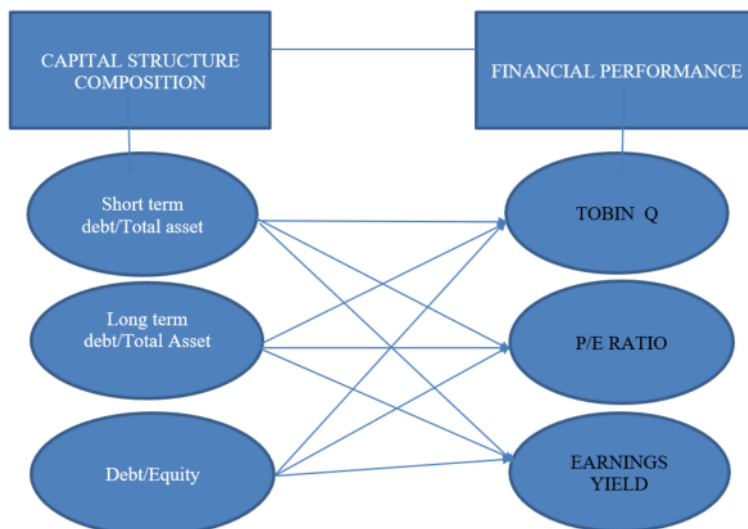 CAPITAL STRUCTURE
COMPOSITION
FINANCIAL PERFORMANCE
Short term
debt/Total asset
TOBIN Q
Long term
debt/Total Asset
P/E RATIO
Debt/Equity
EARNINGS
YIELD